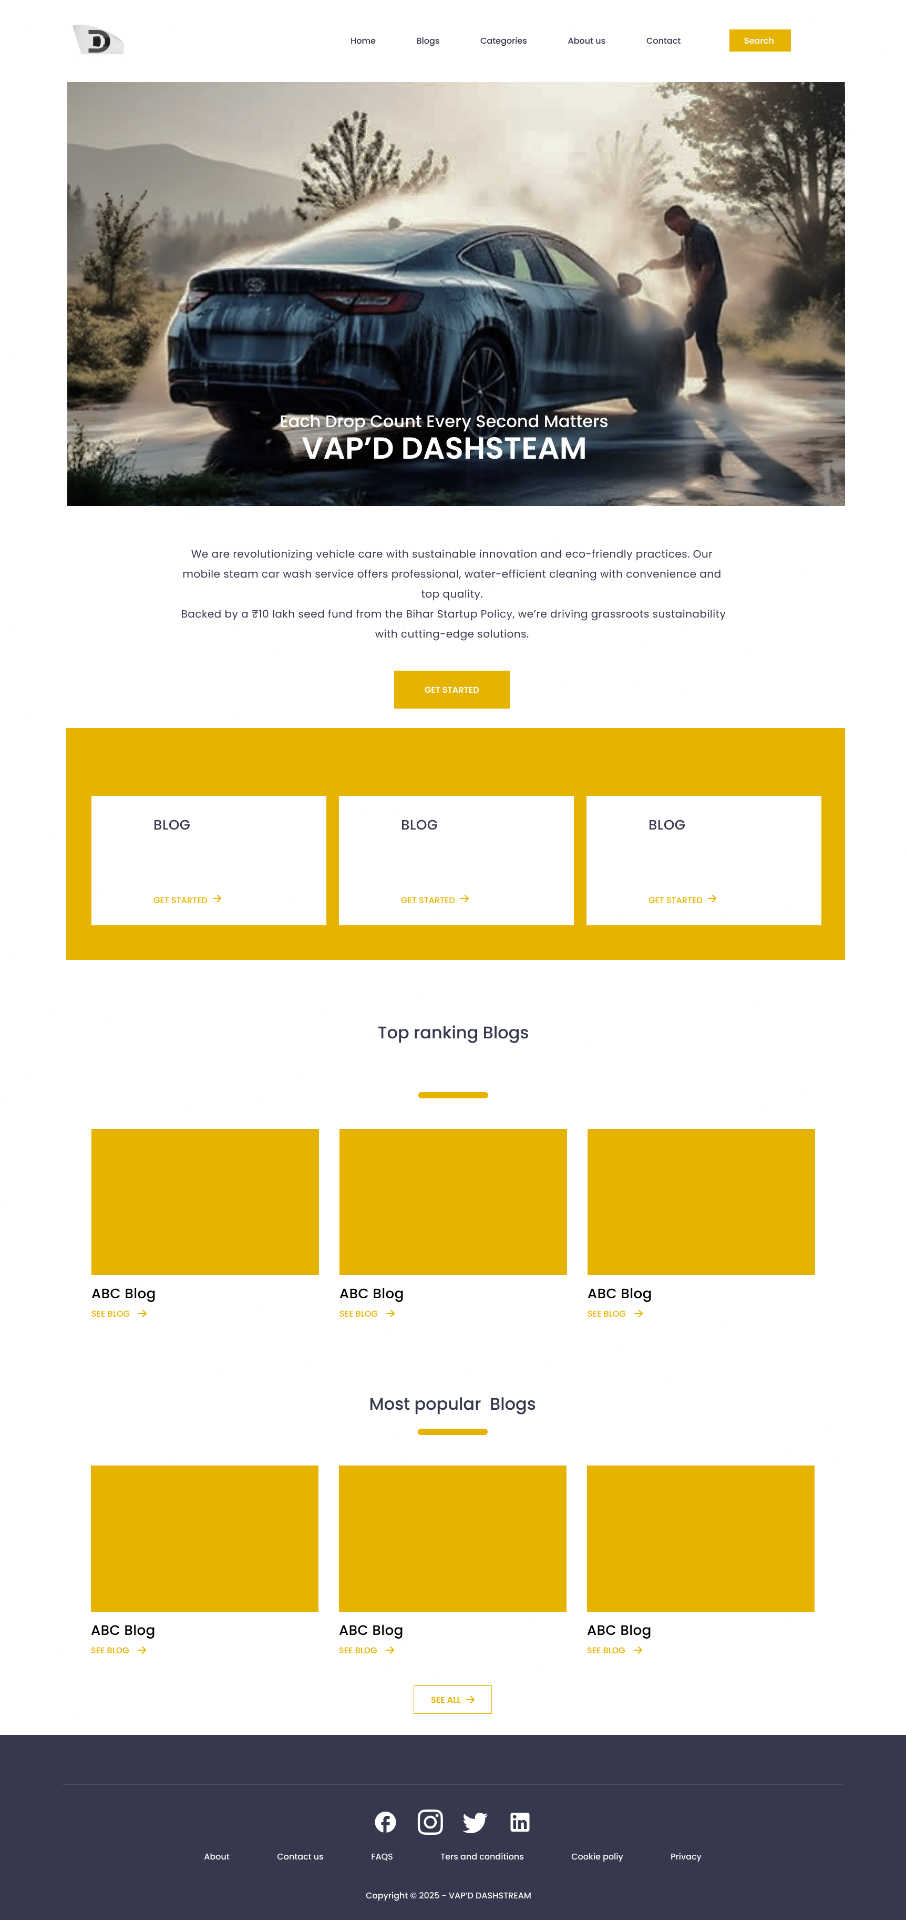 D
Home Blogs Categories About us Contact Search
Each Drop Count Every Second Matters
VAP’D DASHSTEAM
We are revolutionizing vehicle care with sustainable innovation and eco-friendly practices. Our
mobile steam car wash service offers professional, water-efficient cleaning with convenience and
top quality.
Backed by a ₹10 lakh seed fund from the Bihar Startup Policy, we’re driving grassroots sustainability
with cutting-edge solutions.
GET STARTED
BLOG BLOG BLOG
GET STARTED → GET STARTED → GET STARTED →
Top ranking Blogs
ABC Blog ABC Blog ABC Blog
SEE BLOG → SEE BLOG → SEE BLOG →
Most popular Blogs
ABC Blog ABC Blog ABC Blog
SEE BLOG → SEE BLOG → SEE BLOG →
SEE ALL →
About Contact us FAQS Ters and conditions Cookie poliy Privacy
Copyright © 2025 - VAP’D DASHSTREAM